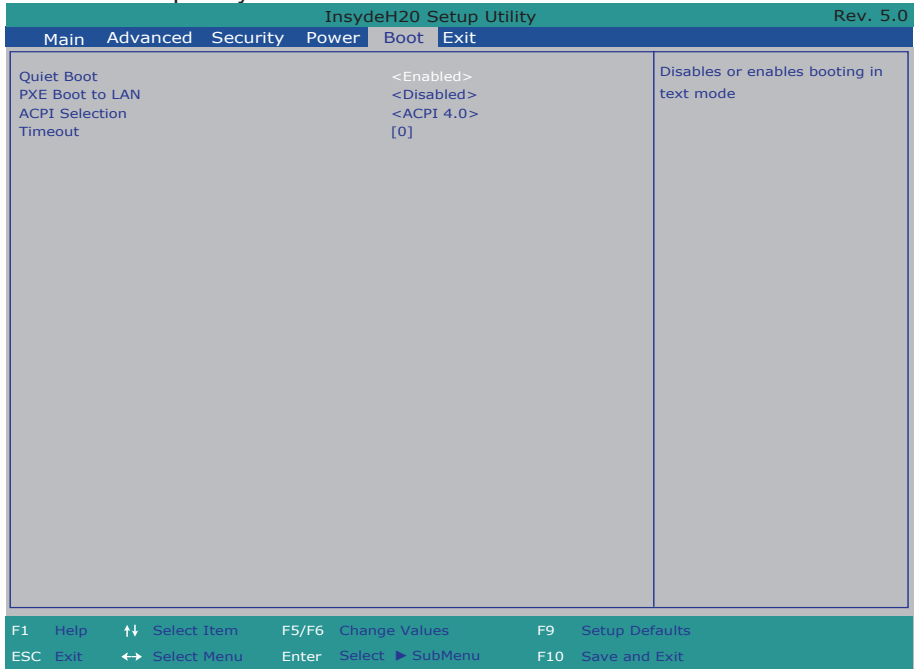 InsydeH20 Setup Utility Rev. 5.0
Main Advanced Security Power Boot Exit
Quiet Boot <Enabled>
PXE Boot to LAN <Disabled>
ACPI Selection <ACPI 4.0>
Timeout [0]
Disables or enables booting in
text mode
F1 Help Select Item F5/F6 Change Values F9 Setup Defaults
ESC Exit Select Menu Enter Select ▶ SubMenu F10 Save and Exit